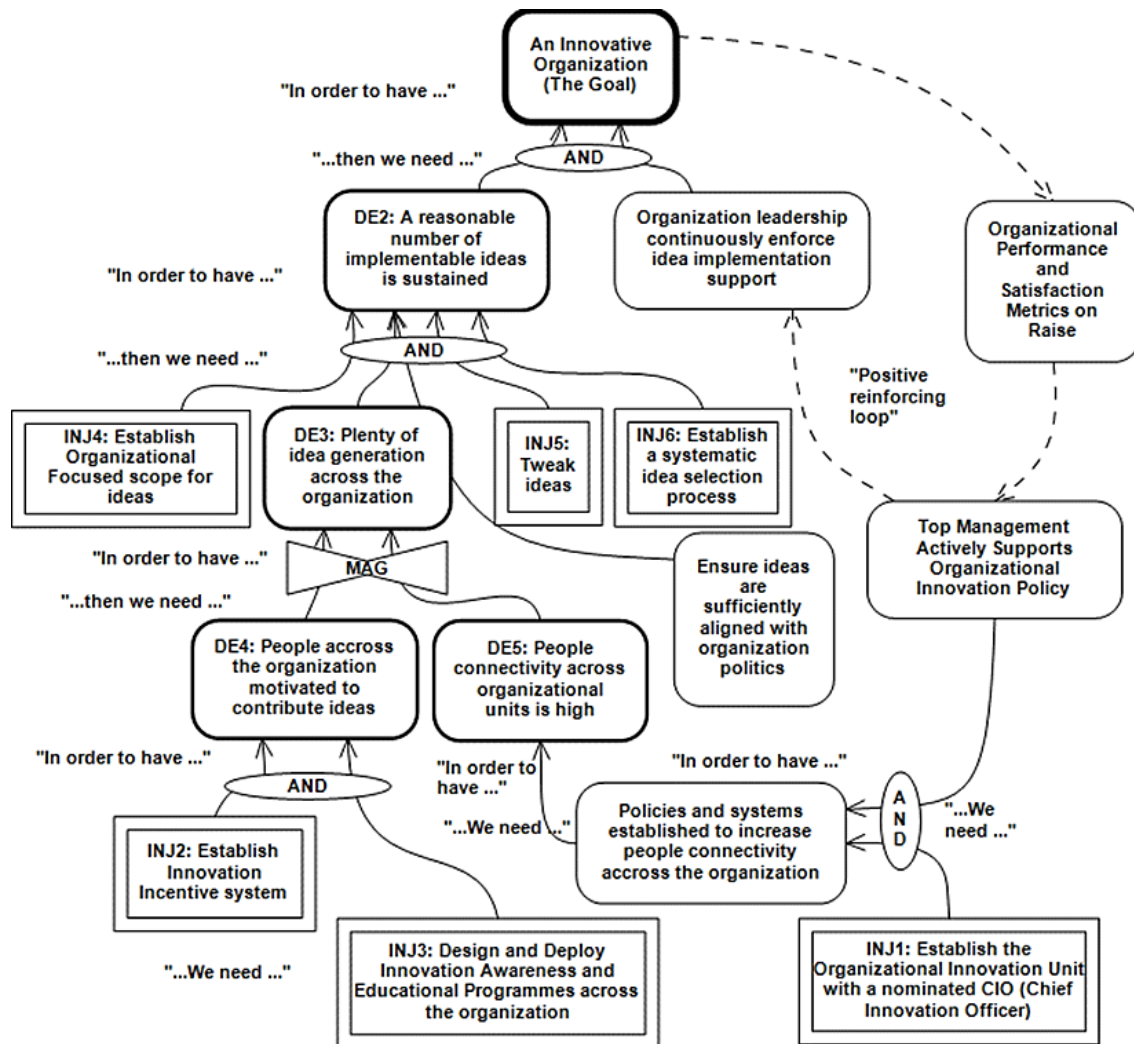 An Innovative
Organization
(The Goal)
"In order to have ..."
"...then we need ..."
AND
DE2: A reasonable
number of
implementable ideas
is sustained
Organization leadership
continuously enforce
idea implementation
support
Organizational
Performance
and
Satisfaction
Metrics on
Raise
"In order to have ..."
"...then we need ..."
AND
"Positive
reinforcing
loop"
INJ4: Establish
Organizational
Focused scope for
ideas
DE3: Plenty of
idea generation
across the
organization
INJ5:
Tweak
ideas
INJ6: Establish
a systematic
idea selection
process
Top Management
Actively Supports
Organizational
Innovation Policy
"In order to have ..."
MAG
"...then we need ..."
Ensure ideas
are
sufficiently
aligned with
organization
politics
DE4: People accross
the organization
motivated to
contribute ideas
DE5: People
connectivity across
organizational
units is high
"In order to have ..."
AND
"In order to
have ..."
"...We need ..."
"In order to have ..."
Policies and systems
established to increase
people connectivity
accross the organization
A
N
D
"...We
need ..."
INJ2: Establish
Innovation
Incentive system
"...We need ..."
INJ3: Design and Deploy
Innovation Awareness and
Educational Programmes across
the organization
INJ1: Establish the
Organizational Innovation Unit
with a nominated CIO (Chief
Innovation Officer)